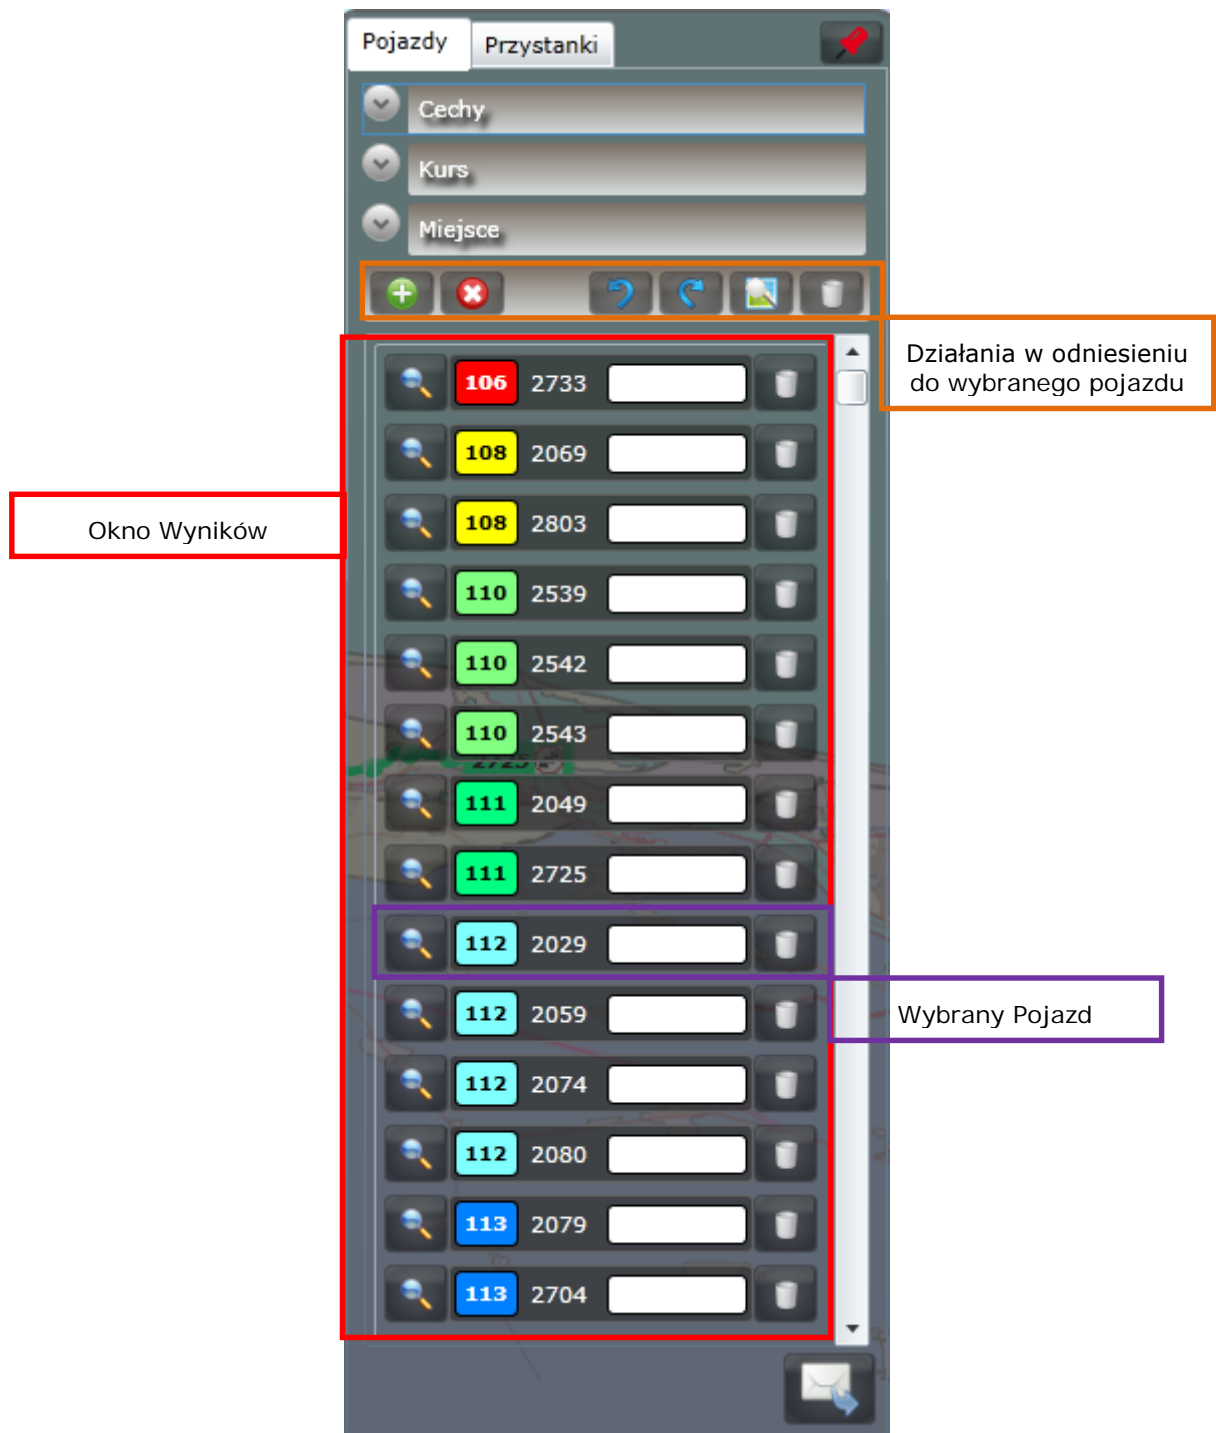 Pojazdy Przystanki
Cechy
Kurs
Miejsce
Działania w odniesieniu
do wybranego pojazdu
106 2733
108 2069
108 2803
Okno Wyników
110 2539
110 2542
110 2543
2725
111 2049
111 2725
112 2029
112 2059
Wybrany Pojazd
112 2074
112 2080
113 2079
113 2704